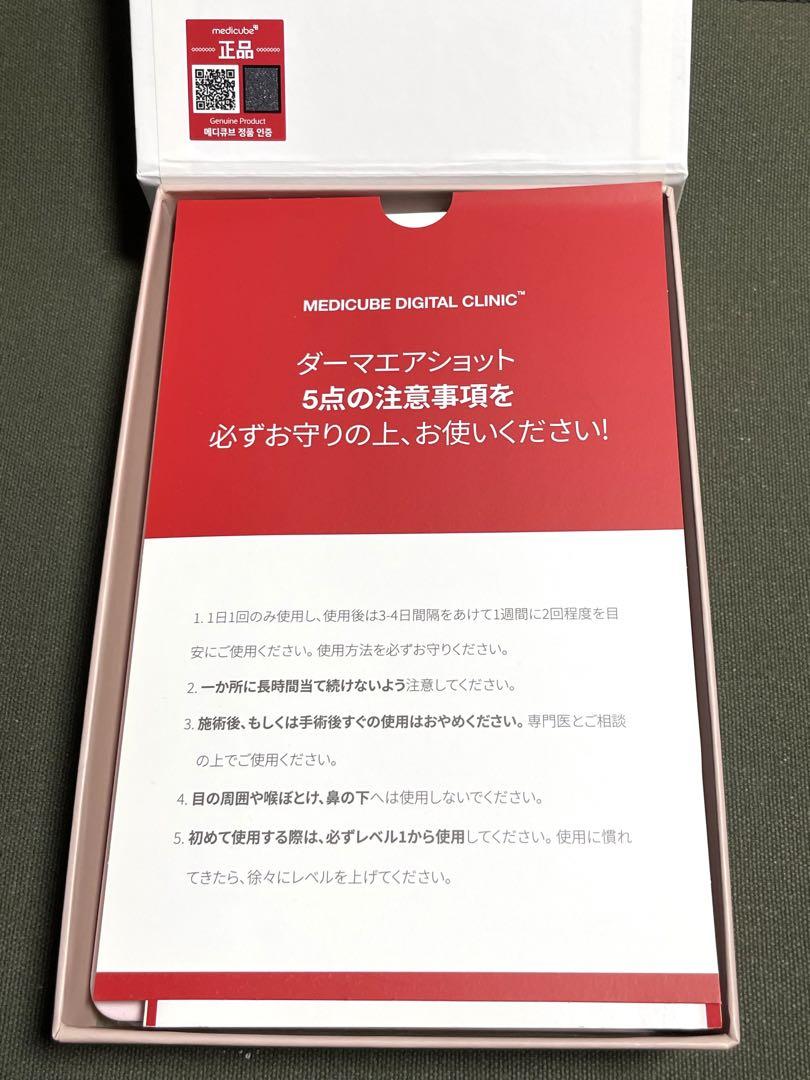 medicube
正品
Genuine Product
메디큐브 정품 인증
MEDICUBE DIGITAL CLINIC™
ダーマエアショット
5点の注意事項を
必ずお守りの上、お使いください!
1. 1日1回のみ使用し、使用後は3-4日間隔をあけて1週間に2回程度を目
安にご使用ください。使用方法を必ずお守りください。
2. 一か所に長時間当て続けないよう注意してください。
3. 施術後、もしくは手術後すぐの使用はおやめください。専門医とご相談
の上でご使用ください。
4. 目の周囲や喉ぼとけ、鼻の下へは使用しないでください。
5. 初めて使用する際は、必ずレベル1から使用してください。使用に慣れ
てきたら、徐々にレベルを上げてください。